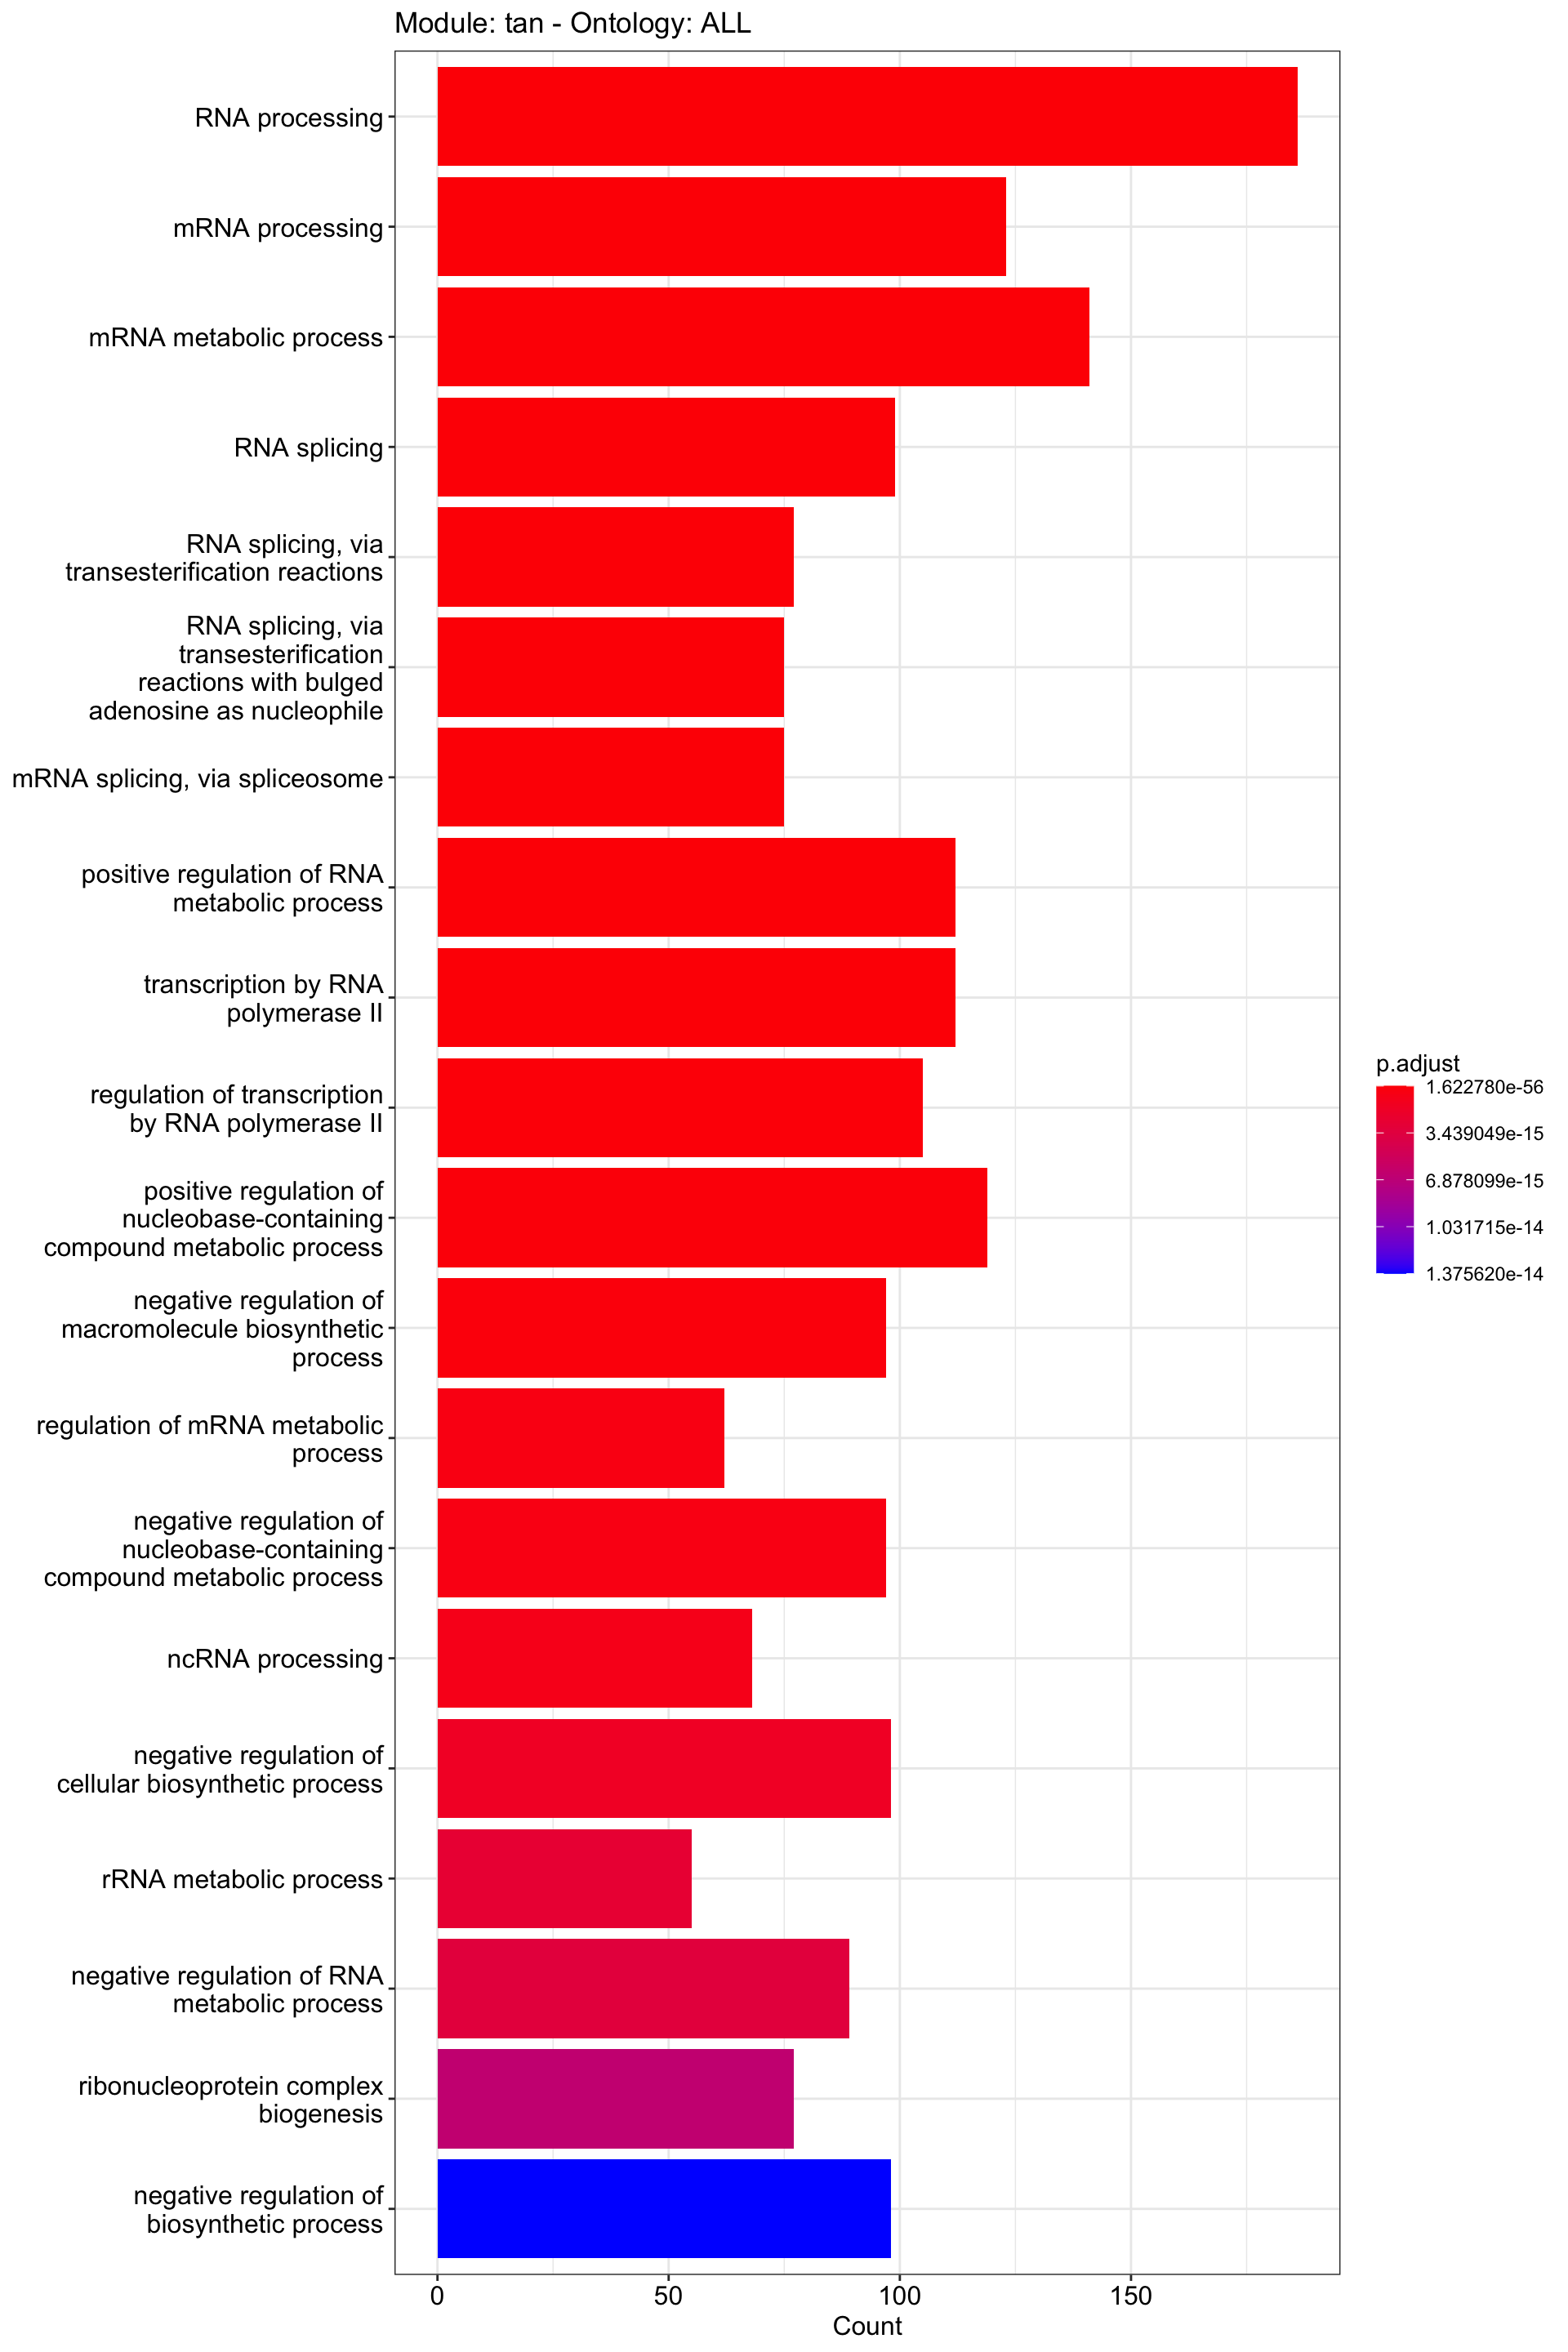 Module: tan - Ontology: ALL
RNA processing
mRNA processing
mRNA metabolic process
RNA splicing
RNA splicing, via
transesterification reactions
RNA splicing, via
transesterification
reactions with bulged
adenosine as nucleophile
mRNA splicing, via spliceosome
positive regulation of RNA
metabolic process
transcription by RNA
polymerase II
regulation of transcription
by RNA polymerase II
positive regulation of
nucleobase-containing
compound metabolic process
negative regulation of
macromolecule biosynthetic
process
regulation of mRNA metabolic
process
negative regulation of
nucleobase-containing
compound metabolic process
ncRNA processing
negative regulation of
cellular biosynthetic process
rRNA metabolic process
negative regulation of RNA
metabolic process
ribonucleoprotein complex
biogenesis
negative regulation of
biosynthetic process
0 50 100 150
Count
p.adjust
1.622780e-56
3.439049e-15
6.878099e-15
1.031715e-14
1.375620e-14